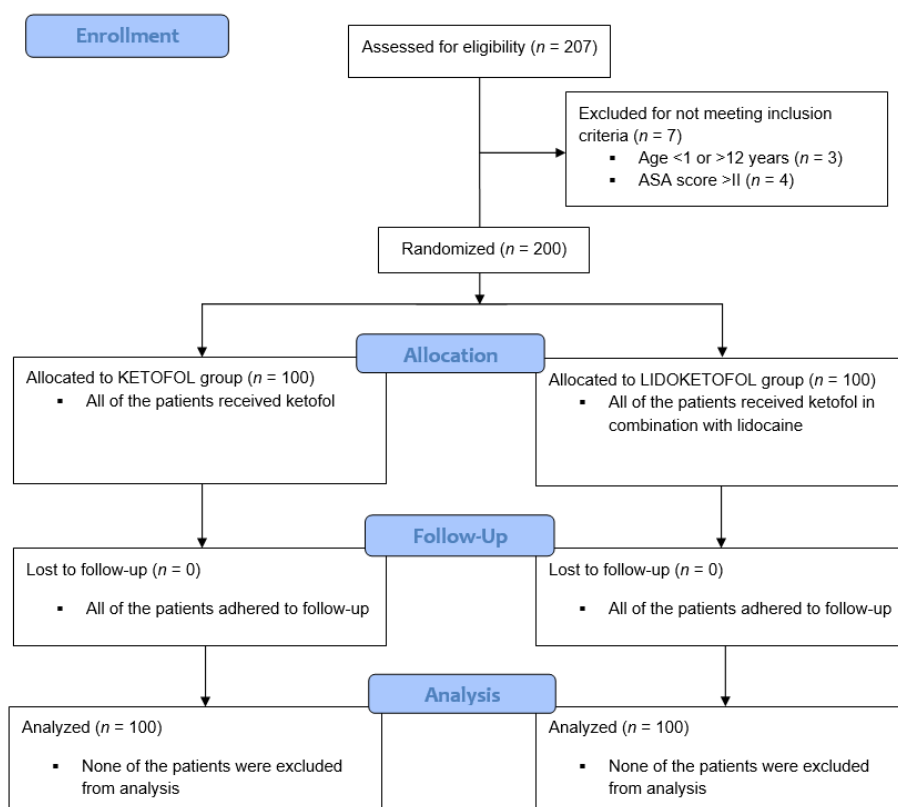 Enrollment
Assessed for eligibility (n = 207)
Excluded for not meeting inclusion
criteria (n = 7)
▪ Age <1 or >12 years (n = 3)
▪ ASA score >II (n = 4)
Randomized (n = 200)
Allocation
Allocated to KETOFOL group (n = 100)
▪ All of the patients received ketofol
Allocated to LIDOKETOFOL group (n = 100)
▪ All of the patients received ketofol in
combination with lidocaine
Follow-Up
Lost to follow-up (n = 0)
▪ All of the patients adhered to follow-up
Lost to follow-up (n = 0)
▪ All of the patients adhered to follow-up
Analysis
Analyzed (n = 100)
▪ None of the patients were excluded
from analysis
Analyzed (n = 100)
▪ None of the patients were excluded
from analysis